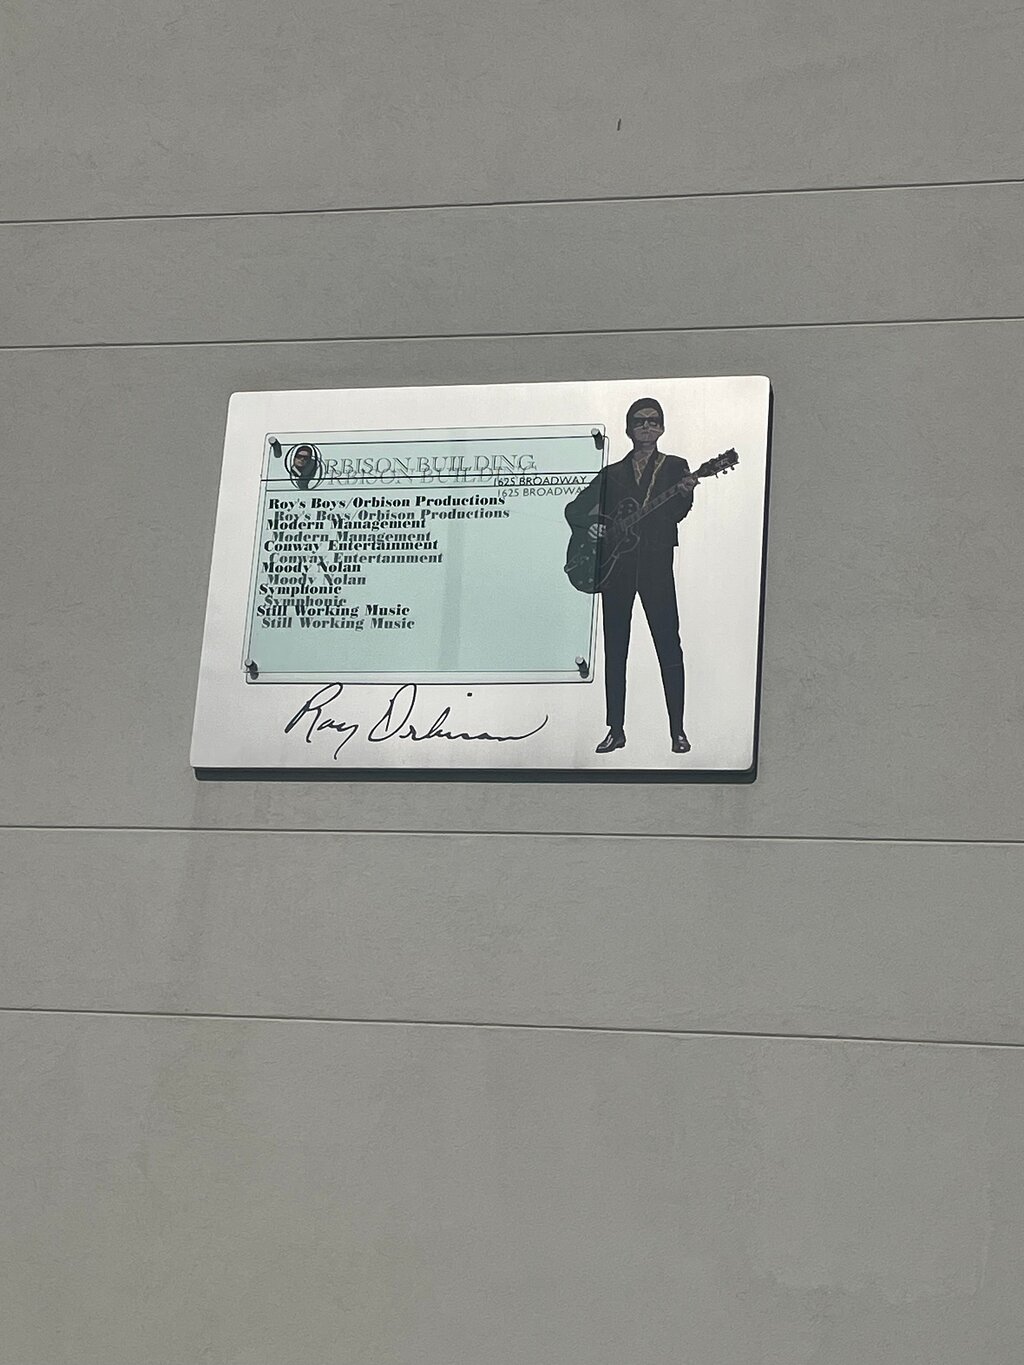 ORBISON BUILDING
1625 BROADWAY
Roy's Boys/Orbison Productions
Modern Management
Conway Entertainment
Moody Nolan
Symphonic
Still Working Music
Roy Orbison